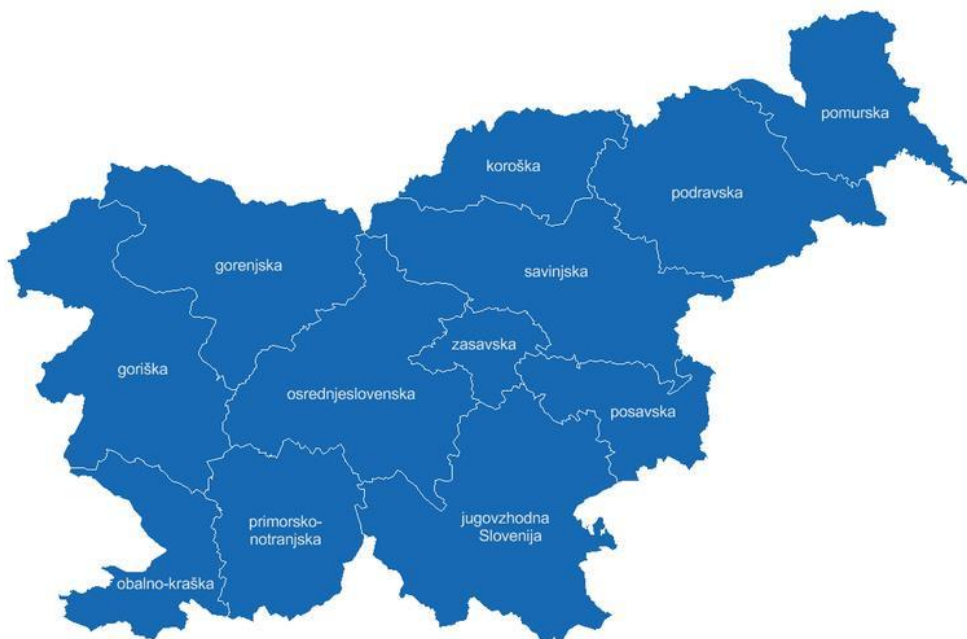 pomurska
koroška
podravska
gorenjska
savinjska
zasavska
goriška
osrednjeslovenska
posavska
primorsko-
notranjska
jugovzhodna
Slovenija
obalno-kraška